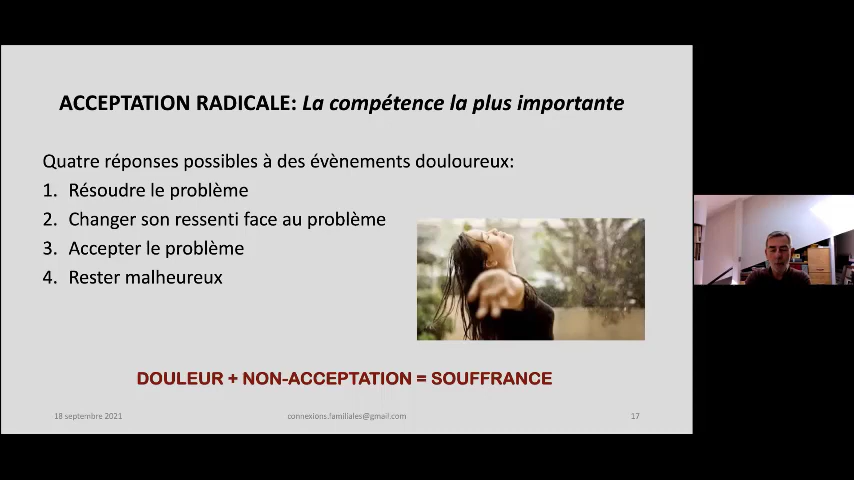 ACCEPTATION RADICALE: La compétence la plus importante
Quatre réponses possibles à des évènements douloureux:
1. Résoudre le problème
2. Changer son ressenti face au problème
3. Accepter le problème
4. Rester malheureux
DOULEUR + NON-ACCEPTATION = SOUFFRANCE
18 septembre 2021
connexions.familiales@gmail.com
17